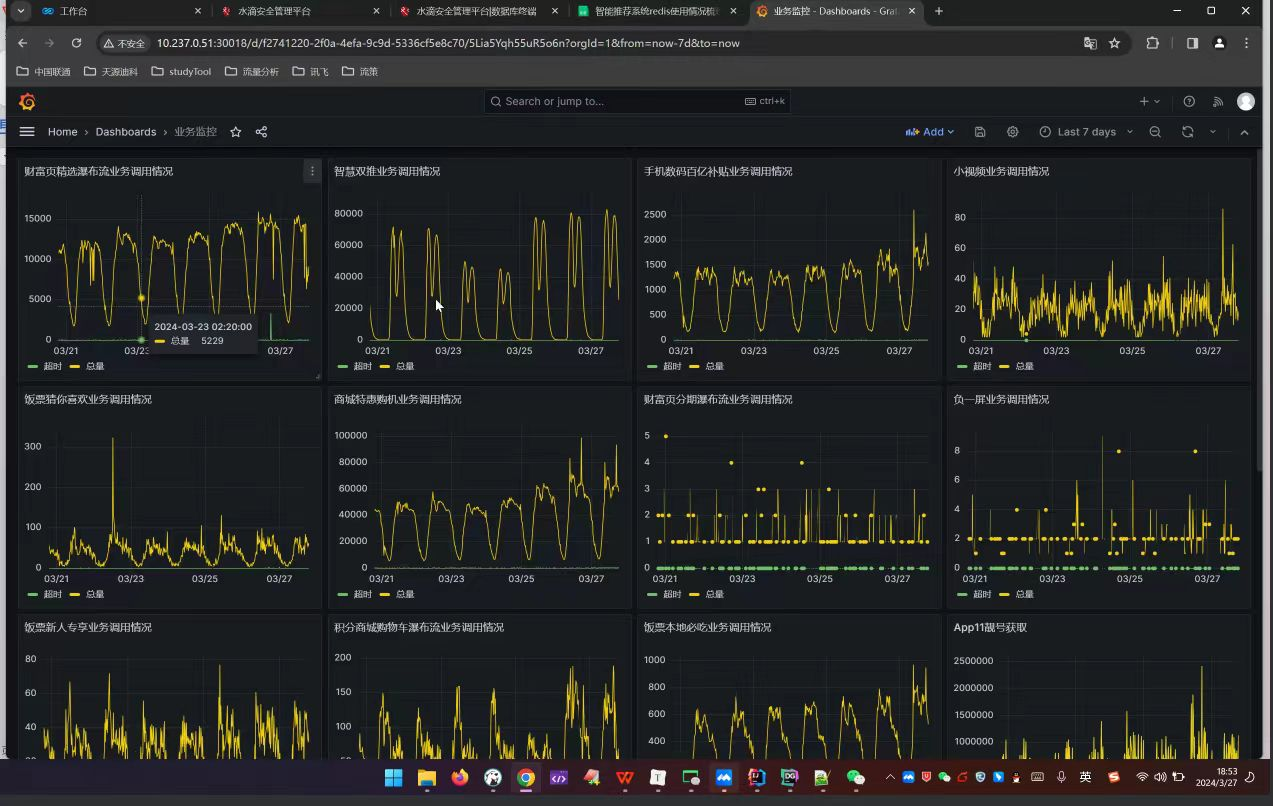 工作台
水滴安全管理平台
水滴安全管理平台|数据库终端
智能推荐系统redis使用情况梳
业务监控 - Dashboards - Graf
不安全
10.237.0.51:30018/d/f2741220-2f0a-4efa-9c9d-5336cf5e8c70/5Lia5Yqh55uR5o6n?orgId=1&from=now-7d&to=now
中国联通
天源迪科
studyTool
流量分析
讯飞
流策
Search or jump to...
ctrl+k
Home › Dashboards › 业务监控
Add
Last 7 days
财富页精选瀑布流业务调用情况
15000
10000
5000
0
03/21 03/23 03/27
2024-03-23 02:20:00
总量 5229
超时 总量
智慧双推业务调用情况
80000
60000
40000
20000
0
03/21 03/23 03/25 03/27
超时 总量
手机数码百亿补贴业务调用情况
2500
2000
1500
1000
500
0
03/21 03/23 03/25 03/27
超时 总量
小视频业务调用情况
80
60
40
20
0
03/21 03/23 03/25 03/27
超时 总量
饭票猜你喜欢业务调用情况
300
200
100
0
03/21 03/23 03/25 03/27
超时 总量
商城特惠购机业务调用情况
100000
80000
60000
40000
20000
0
03/21 03/23 03/25 03/27
超时 总量
财富页分期瀑布流业务调用情况
5
4
3
2
1
0
03/21 03/23 03/25 03/27
超时 总量
负一屏业务调用情况
8
6
4
2
0
03/21 03/23 03/25 03/27
超时 总量
饭票新人专享业务调用情况
80
60
40
积分商城购物车瀑布流业务调用情况
200
150
100
饭票本地必吃业务调用情况
1000
800
600
400
App11靓号获取
2500000
2000000
1500000
1000000
英
18:53
2024/3/27